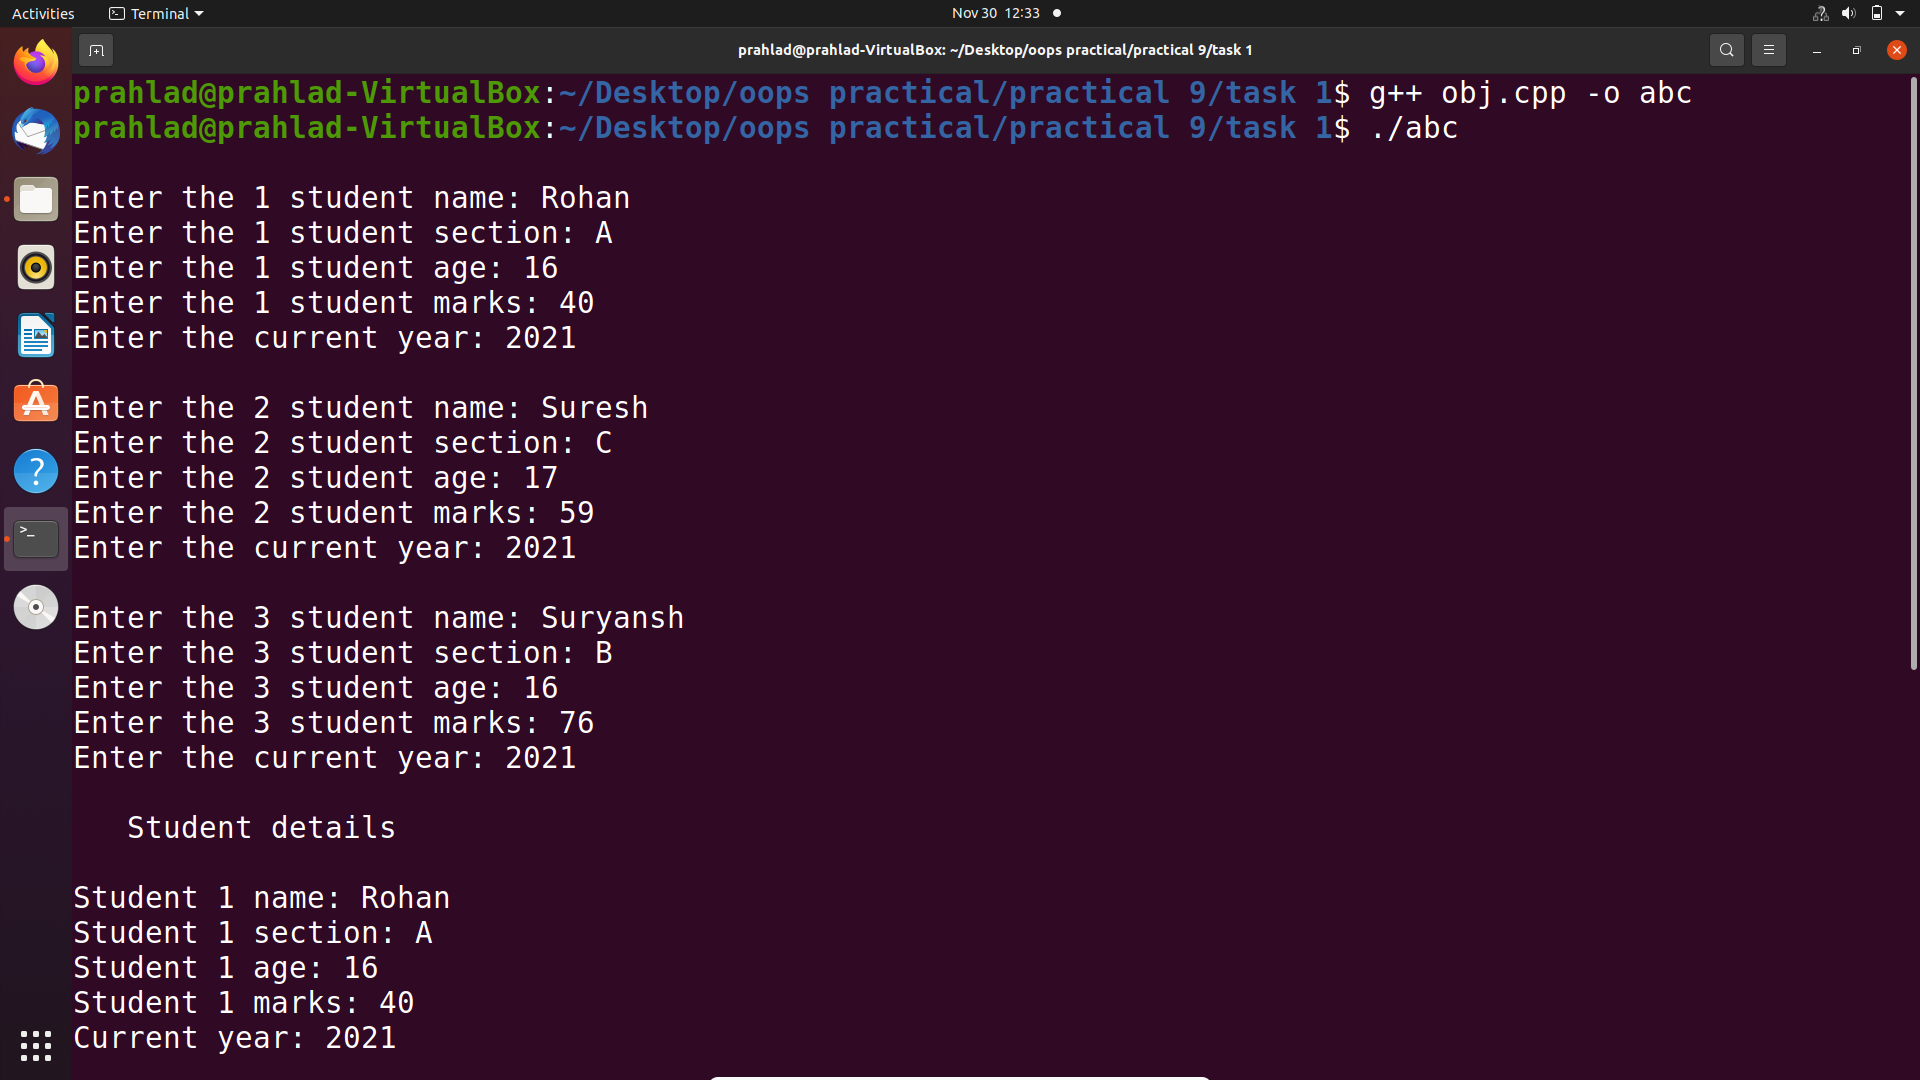 Activities
Terminal
Nov 30 12:33
prahlad@prahlad-VirtualBox: ~/Desktop/oops practical/practical 9/task 1
prahlad@prahlad-VirtualBox:~/Desktop/oops practical/practical 9/task 1$ g++ obj.cpp -o abc
prahlad@prahlad-VirtualBox:~/Desktop/oops practical/practical 9/task 1$ ./abc
Enter the 1 student name: Rohan
Enter the 1 student section: A
Enter the 1 student age: 16
Enter the 1 student marks: 40
Enter the current year: 2021
Enter the 2 student name: Suresh
Enter the 2 student section: C
Enter the 2 student age: 17
Enter the 2 student marks: 59
Enter the current year: 2021
Enter the 3 student name: Suryansh
Enter the 3 student section: B
Enter the 3 student age: 16
Enter the 3 student marks: 76
Enter the current year: 2021
Student details
Student 1 name: Rohan
Student 1 section: A
Student 1 age: 16
Student 1 marks: 40
Current year: 2021